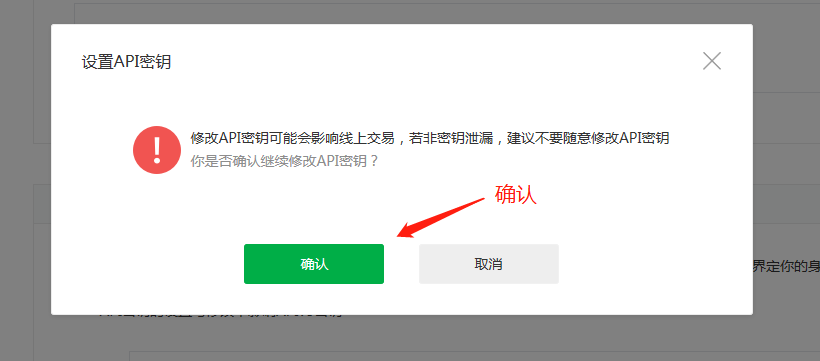 设置API密钥
修改API密钥可能会影响线上交易，若非密钥泄漏，建议不要随意修改API密钥
你是否确认继续修改API密钥？
确认
确认
取消
界定你的身